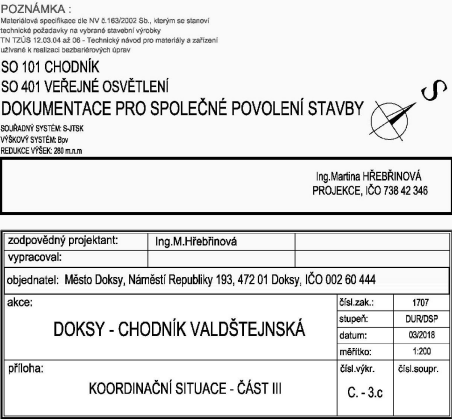 POZNÁMKA :
Materiálová specifikace dle NV č.163/2002 Sb., kterým se stanoví
technické požadavky na vybrané stavební výrobky
TN TZÚS 12.03.04 až 06 - Technický návod pro materiály a zařízení
užívané k realizaci bezbariérových úprav
SO 101 CHODNÍK
SO 401 VEŘEJNÉ OSVĚTLENÍ
DOKUMENTACE PRO SPOLEČNÉ POVOLENÍ STAVBY
S
SOUŘADNÝ SYSTÉM: S-JTSK
VÝŠKOVÝ SYSTÉM: Bpv
REDUKCE VÝŠEK: 280 m.n.m
Ing.Martina HŘEBŘINOVÁ
PROJEKCE, IČO 738 42 346
zodpovědný projektant: Ing.M.Hřebřinová
vypracoval:
objednatel: Město Doksy, Náměstí Republiky 193, 472 01 Doksy, IČO 002 60 444
akce:
DOKSY - CHODNÍK VALDŠTEJNSKÁ
čísl.zak.: 1707
stupeň: DUR/DSP
datum: 03/2018
měřítko: 1:200
příloha:
KOORDINAČNÍ SITUACE - ČÁST III
čísl.výkr. čísl.soupr.
C. - 3.c